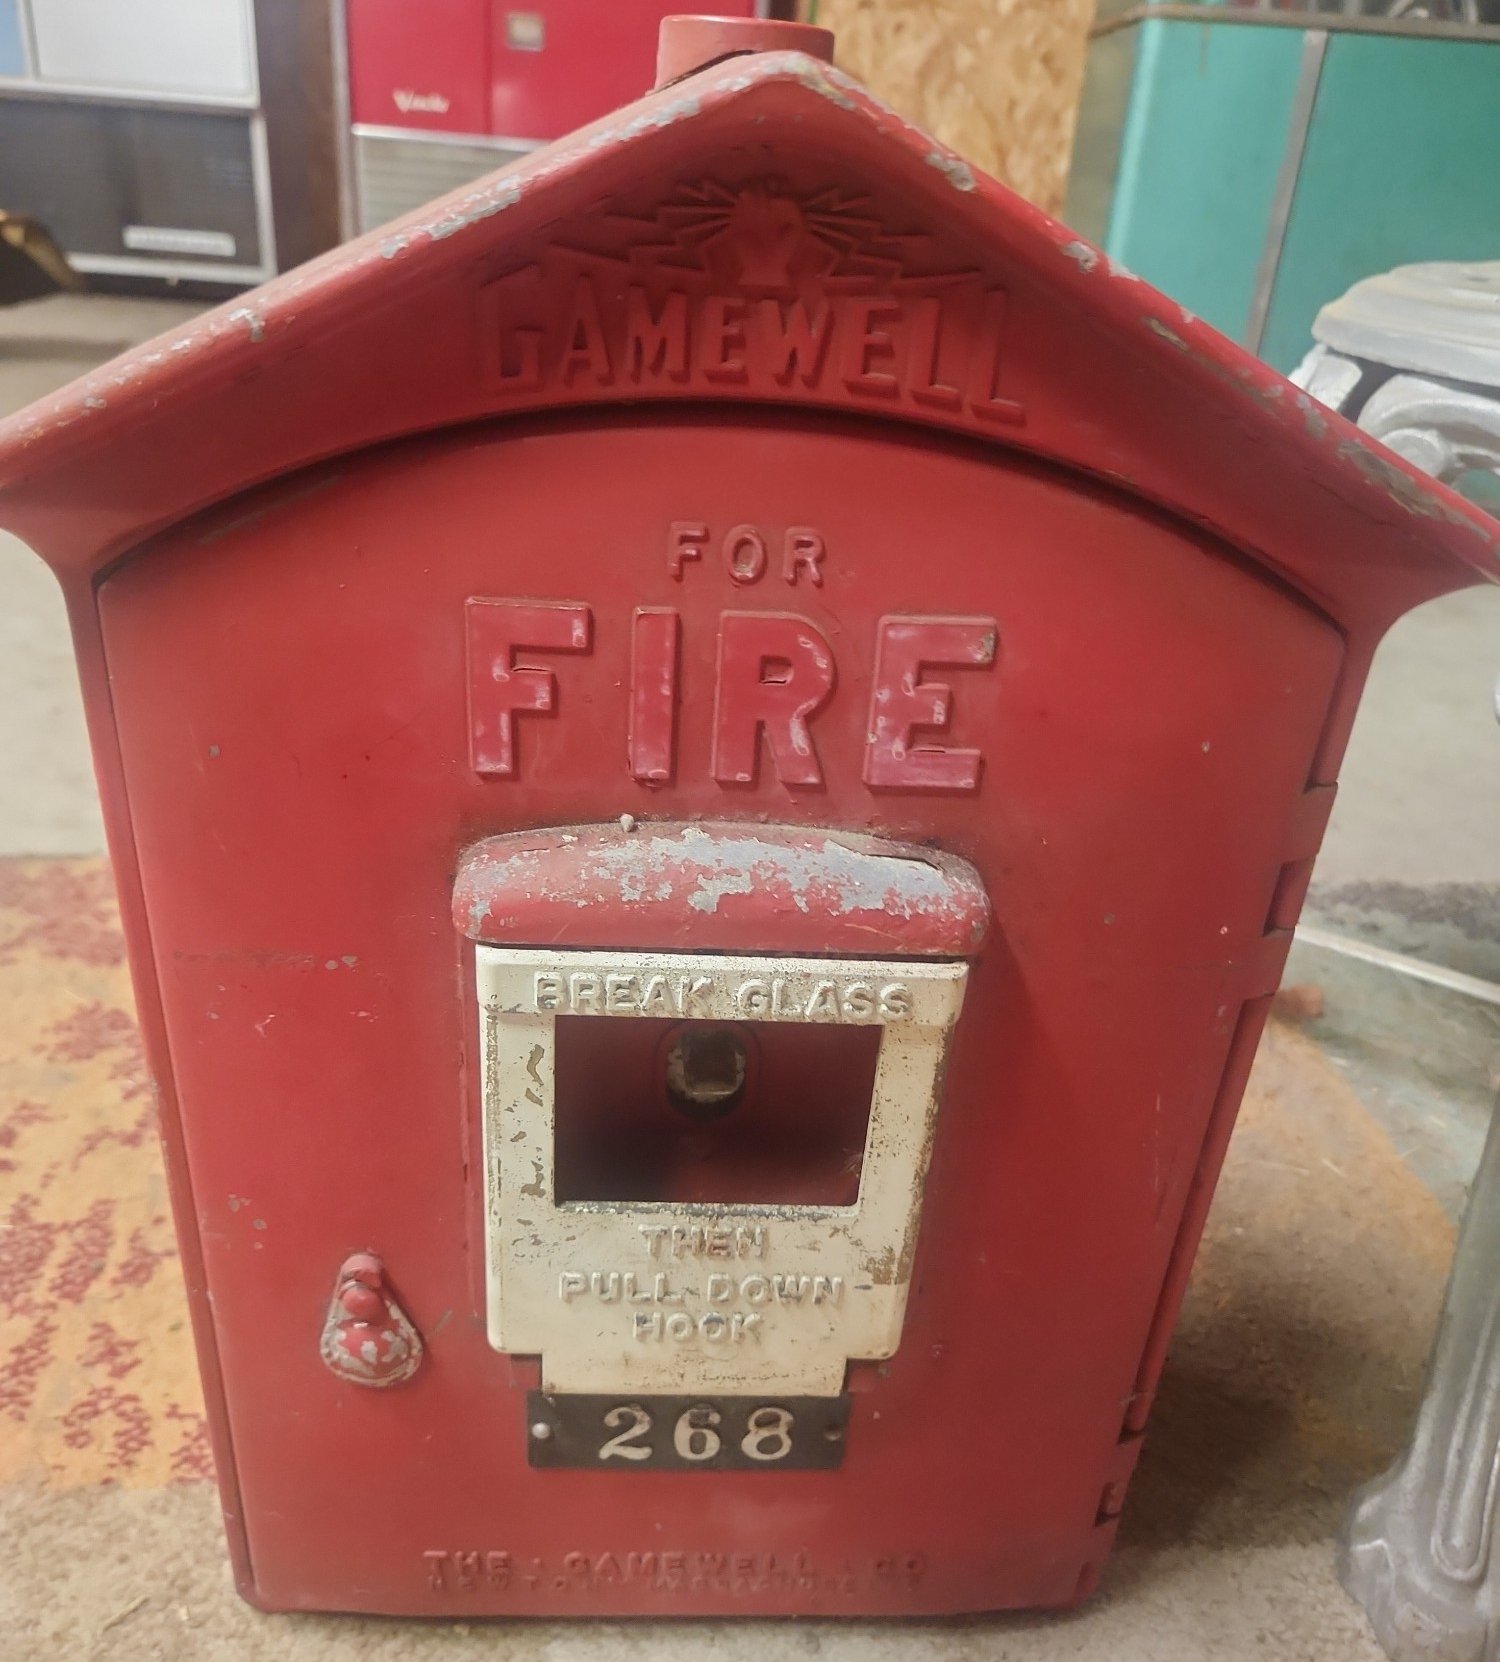 GAMEWELL
FOR
FIRE
BREAK GLASS
THEN
PULL DOWN
HOOK
268
THE GAMEWELL CO